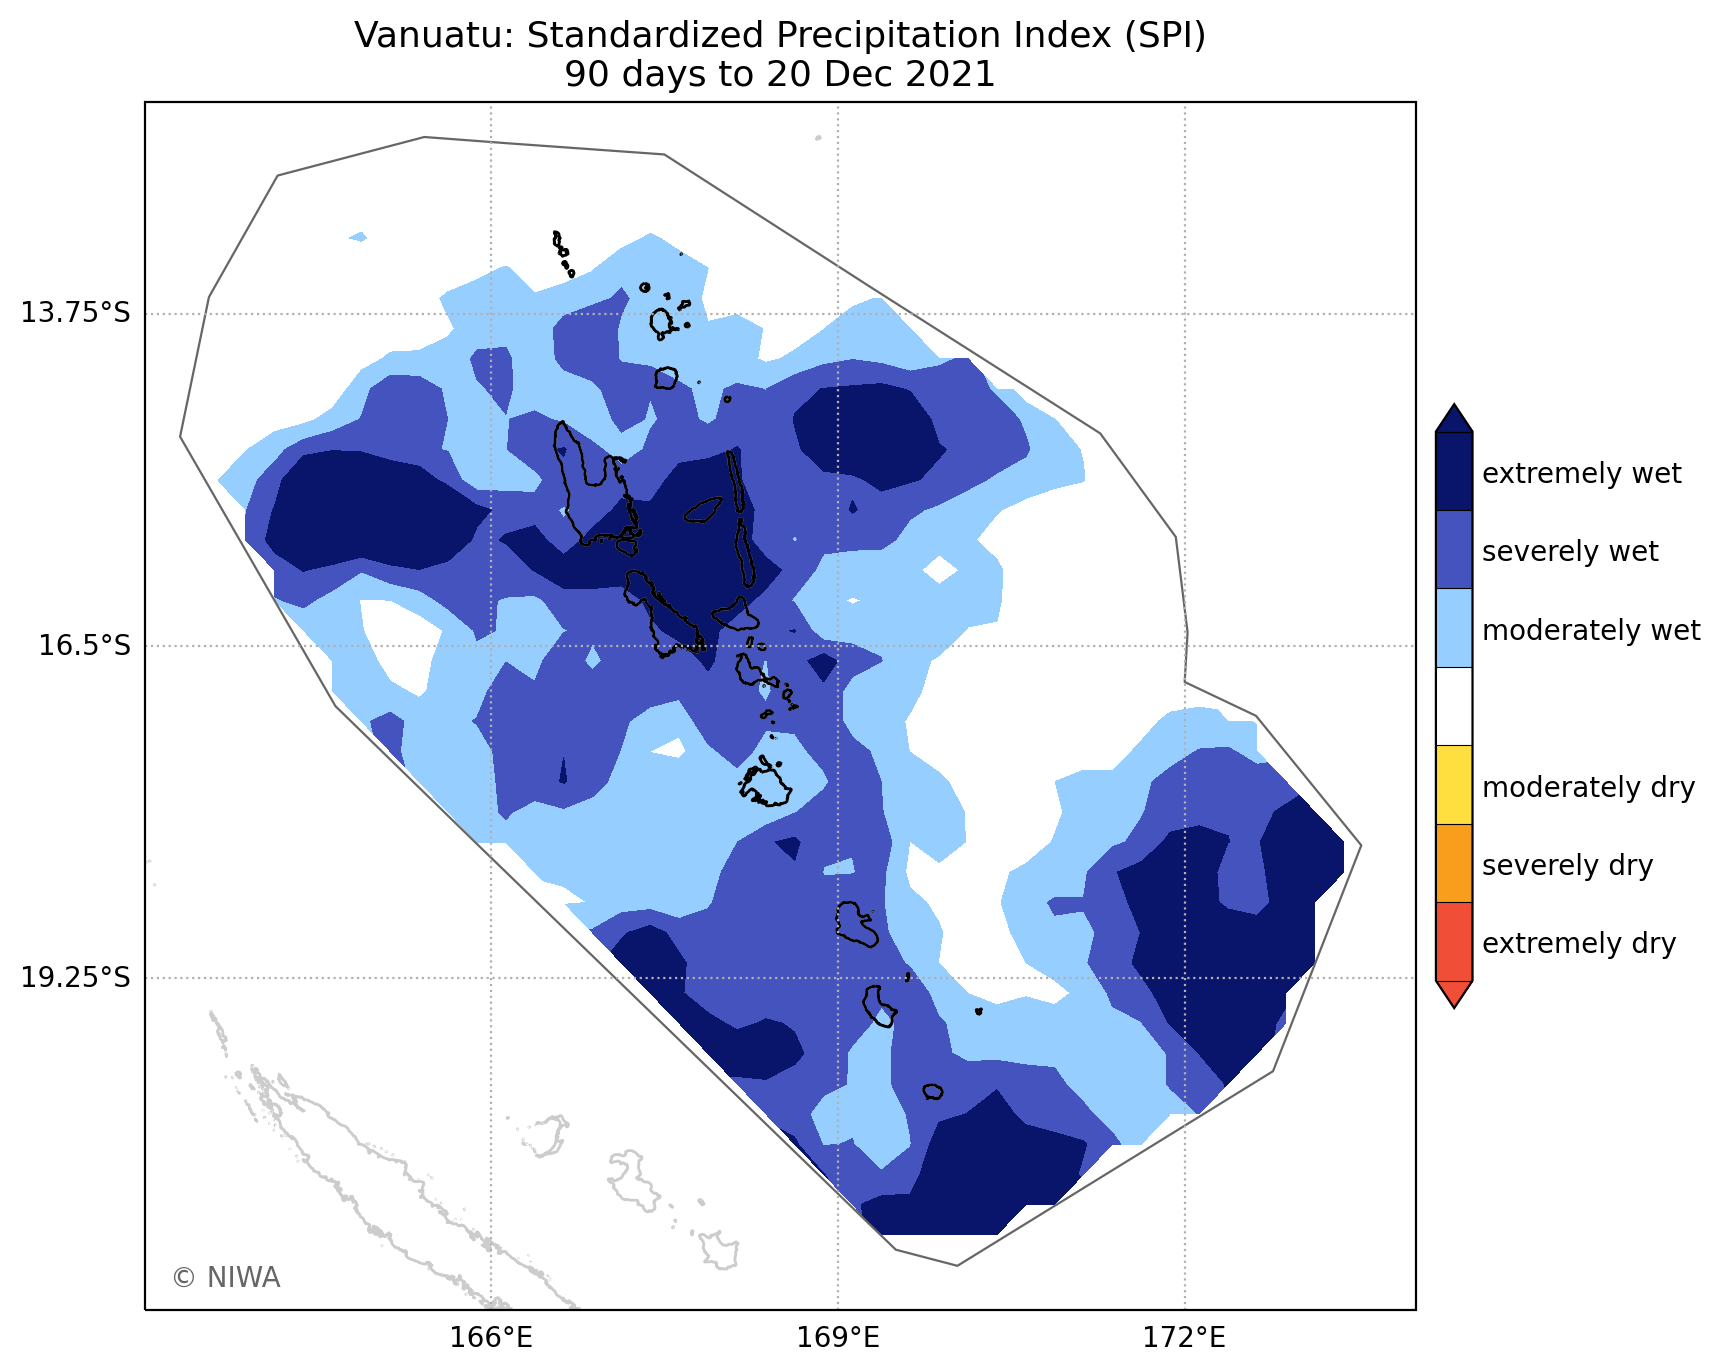 Vanuatu: Standardized Precipitation Index (SPI)
90 days to 20 Dec 2021
13.75°S
16.5°S
19.25°S
166°E
169°E
172°E
extremely wet
severely wet
moderately wet
moderately dry
severely dry
extremely dry
© NIWA